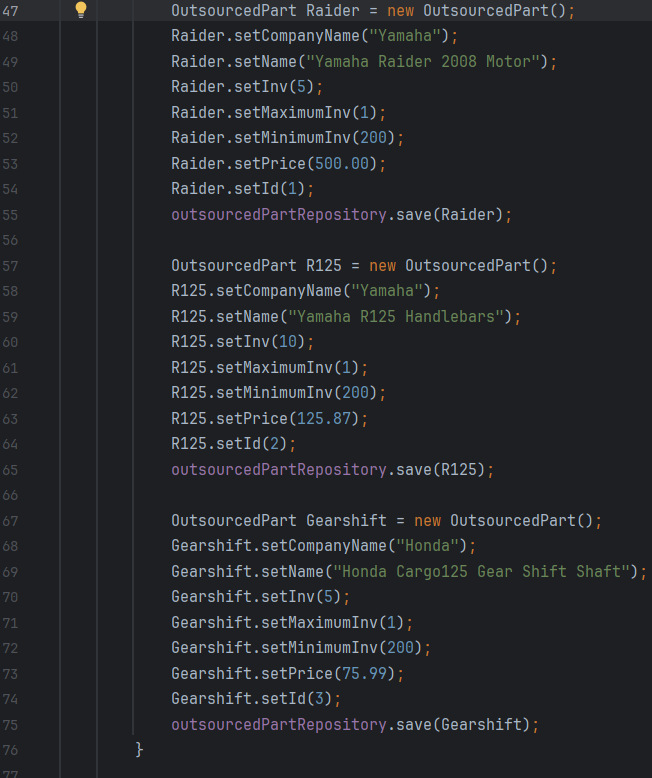 47 OutsourcedPart Raider = new OutsourcedPart();
48 Raider.setCompanyName("Yamaha");
49 Raider.setName("Yamaha Raider 2008 Motor");
50 Raider.setInv(5);
51 Raider.setMaximumInv(1);
52 Raider.setMinimumInv(200);
53 Raider.setPrice(500.00);
54 Raider.setId(1);
55 outsourcedPartRepository.save(Raider);
56
57 OutsourcedPart R125 = new OutsourcedPart();
58 R125.setCompanyName("Yamaha");
59 R125.setName("Yamaha R125 Handlebars");
60 R125.setInv(10);
61 R125.setMaximumInv(1);
62 R125.setMinimumInv(200);
63 R125.setPrice(125.87);
64 R125.setId(2);
65 outsourcedPartRepository.save(R125);
66
67 OutsourcedPart Gearshift = new OutsourcedPart();
68 Gearshift.setCompanyName("Honda");
69 Gearshift.setName("Honda Cargo125 Gear Shift Shaft");
70 Gearshift.setInv(5);
71 Gearshift.setMaximumInv(1);
72 Gearshift.setMinimumInv(200);
73 Gearshift.setPrice(75.99);
74 Gearshift.setId(3);
75 outsourcedPartRepository.save(Gearshift);
76 }
77